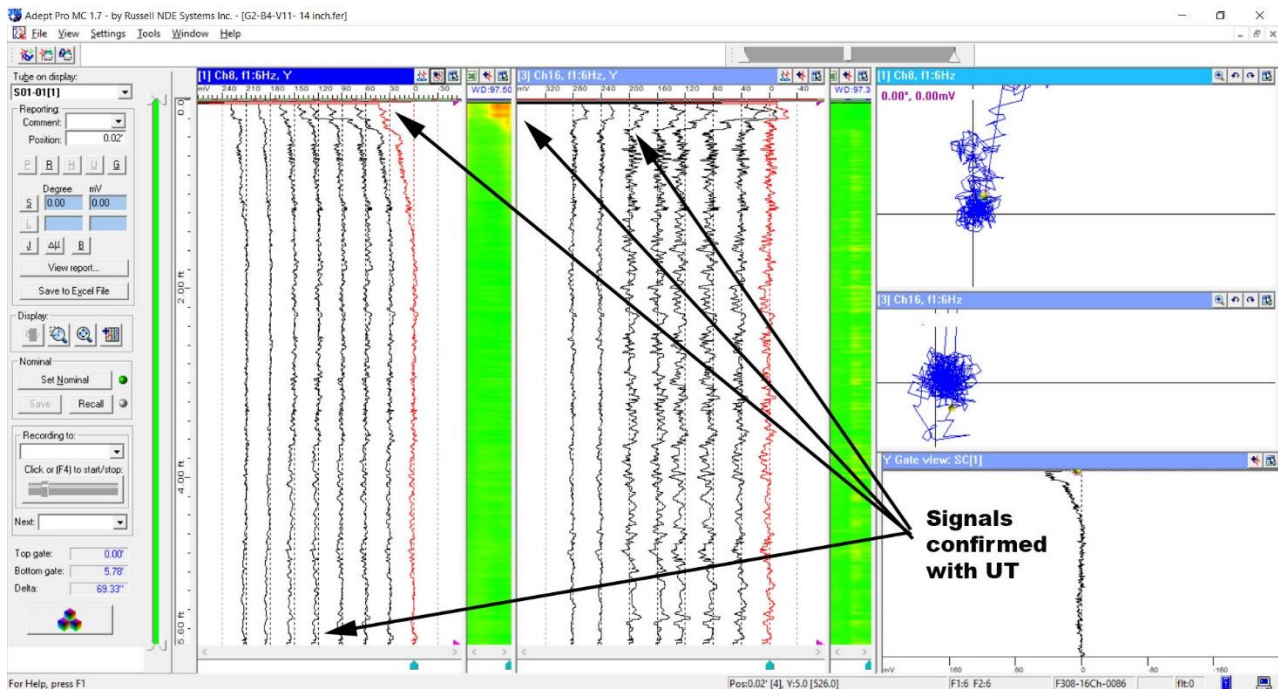 Adept Pro MC 1.7 - by Russell NDE Systems Inc. - [G2-B4-V11- 14 inch.fer]
File View Settings Tools Window Help
Tube on display:
S01-01[1]
Reporting:
Comment:
Position: 0.02'
P R H U G
Degree mV
S 0.00 0.00
L
J Δµ B
View report...
Save to Excel File
Display:
Nominal
Set Nominal
Save Recall
Recording to:
Click or (F4) to start/stop:
Next:
Top gate: 0.00'
Bottom gate: 5.78'
Delta: 69.33"
0.0
2.00 ft
4.00 ft
5.60 ft
[1] Ch8, f1:6Hz, Y
mV 240 210 180 150 120 90 60 30 0 -30
WD:97.50
[3] Ch16, f1:6Hz, Y
mV 320 280 240 200 160 120 80 40 0 -40
WD:97.3
[1] Ch8, f1:6Hz
0.00°, 0.00mV
[3] Ch16, f1:6Hz
Y Gate view: SC[1]
Signals
confirmed
with UT
mV 160 80 0 -80 -160
For Help, press F1
Pos:0.02' [4], Y:5.0 [526.0]
F1:6 F2:6
F308-16Ch-0086
flt:0